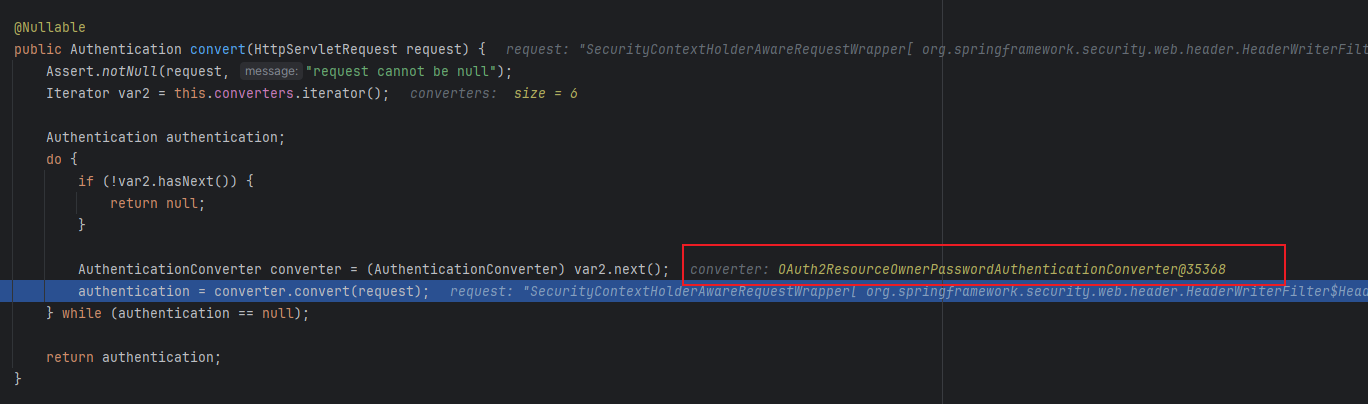 @Nullable
public Authentication convert(HttpServletRequest request) {   request: "SecurityContextHolderAwareRequestWrapper[ org.springframework.security.web.header.HeaderWriterFilt
    Assert.notNull(request, message: "request cannot be null");
    Iterator var2 = this.converters.iterator();   converters:  size = 6
    Authentication authentication;
    do {
        if (!var2.hasNext()) {
            return null;
        }
        AuthenticationConverter converter = (AuthenticationConverter) var2.next();   converter: OAuth2ResourceOwnerPasswordAuthenticationConverter@35368
        authentication = converter.convert(request);   request: "SecurityContextHolderAwareRequestWrapper[ org.springframework.security.web.header.HeaderWriterFilter$Head
    } while (authentication == null);
    return authentication;
}